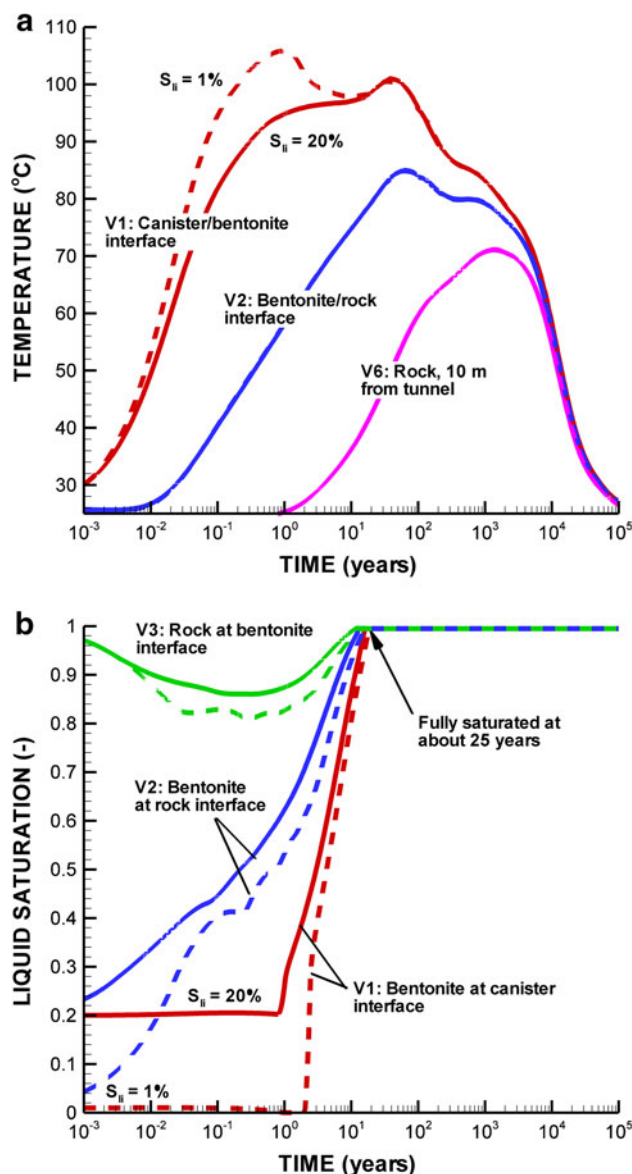 a
110
100
90
80
70
60
50
40
30
TEMPERATURE (°C)
S_li = 1%
S_li = 20%
V1: Canister/bentonite
interface
V2: Bentonite/rock
interface
V6: Rock, 10 m
from tunnel
10^-3 10^-2 10^-1 10^0 10^1 10^2 10^3 10^4 10^5
TIME (years)
b
1
0.9
0.8
0.7
0.6
0.5
0.4
0.3
0.2
0.1
0
LIQUID SATURATION (-)
V3: Rock at bentonite
interface
Fully saturated at
about 25 years
V2: Bentonite
at rock interface
S_li = 20%
V1: Bentonite at canister
interface
S_li = 1%
10^-3 10^-2 10^-1 10^0 10^1 10^2 10^3 10^4 10^5
TIME (years)